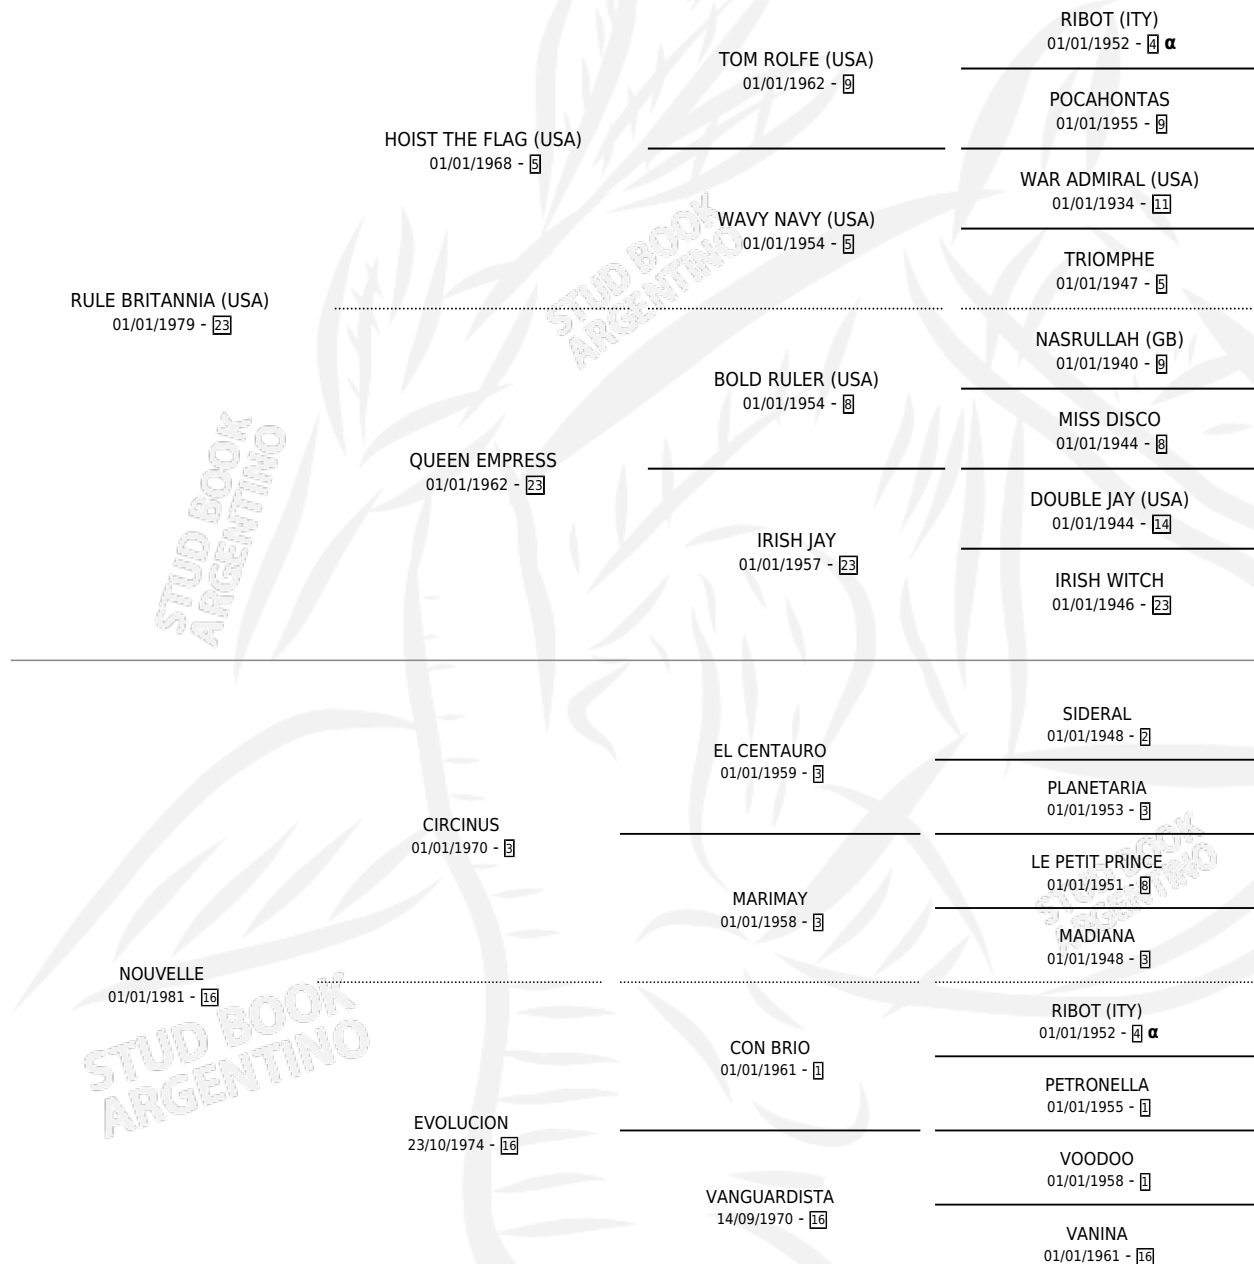 RIBOT (ITY)
01/01/1952 - 4 α
TOM ROLFE (USA)
01/01/1962 - 9
POCAHONTAS
01/01/1955 - 9
HOIST THE FLAG (USA)
01/01/1968 - 5
WAR ADMIRAL (USA)
01/01/1934 - 11
WAVY NAVY (USA)
01/01/1954 - 5
TRIOMPHE
01/01/1947 - 5
RULE BRITANNIA (USA)
01/01/1979 - 23
NASRULLAH (GB)
01/01/1940 - 9
BOLD RULER (USA)
01/01/1954 - 8
MISS DISCO
01/01/1944 - 8
QUEEN EMPRESS
01/01/1962 - 23
DOUBLE JAY (USA)
01/01/1944 - 14
IRISH JAY
01/01/1957 - 23
IRISH WITCH
01/01/1946 - 23
STUD BOOK
ARGENTINO
STUD BOOK
ARGENTINO
SIDERAL
01/01/1948 - 2
EL CENTAURO
01/01/1959 - 3
PLANETARIA
01/01/1953 - 3
CIRCINUS
01/01/1970 - 3
LE PETIT PRINCE
01/01/1951 - 8
MARIMAY
01/01/1958 - 3
MADIANA
01/01/1948 - 3
NOUVELLE
01/01/1981 - 16
RIBOT (ITY)
01/01/1952 - 4 α
CON BRIO
01/01/1961 - 1
PETRONELLA
01/01/1955 - 1
EVOLUCION
23/10/1974 - 16
VOODOO
01/01/1958 - 1
VANGUARDISTA
14/09/1970 - 16
VANINA
01/01/1961 - 16
STUD BOOK
ARGENTINO
STUD BOOK
ARGENTINO